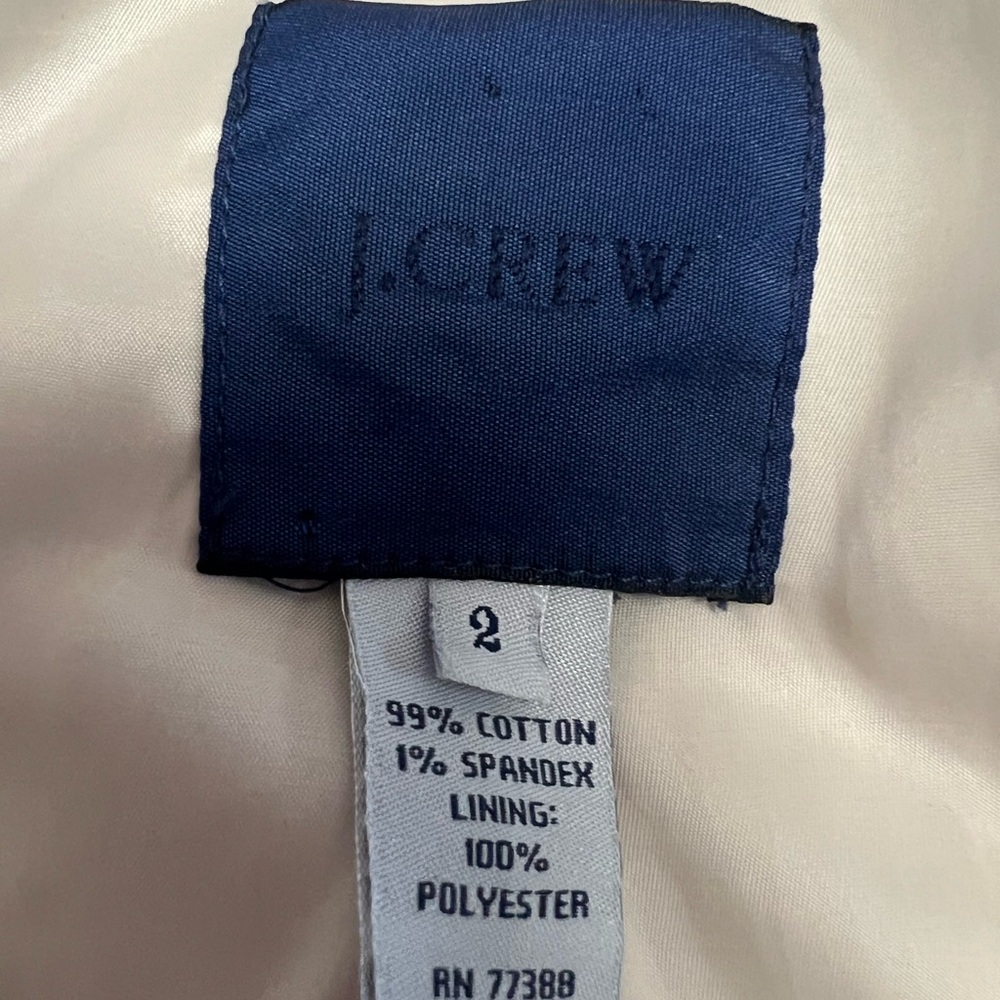 J.CREW
2
99% COTTON
1% SPANDEX
LINING:
100%
POLYESTER
RN 77388